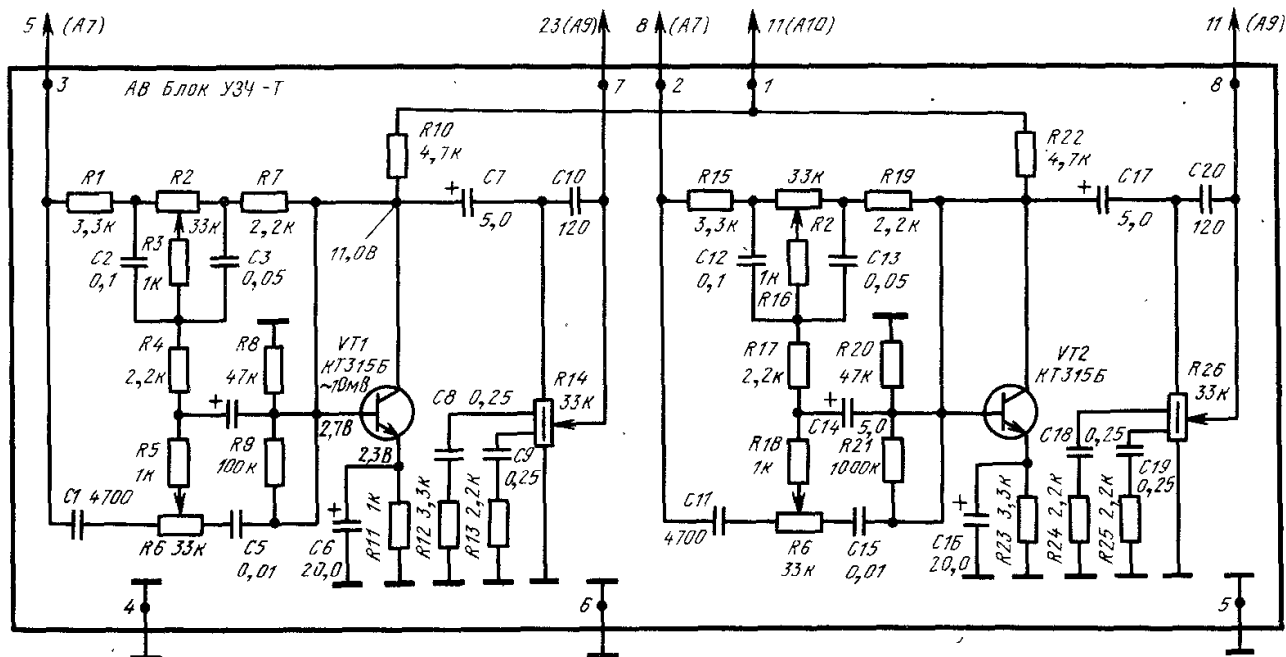 5 (А7)
23(А9)
8 (А7)
11(А10)
11 (А9)
3
АВ Блок УЗЧ -Т
7
2
1
8
R10
4,7к
R22
4,7к
R1
3,3к
R2
33к
R7
2,2к
C7
+
5,0
C10
120
R15
3,3к
33к
R2
R19
2,2к
C17
+
5,0
C20
120
11,0В
C2
0,1
R3
1к
C3
0,05
C12
0,1
1к
R16
C13
0,05
R4
2,2к
R8
47к
VT1
КТ315Б
~10мВ
R17
2,2к
R20
47к
VT2
КТ315Б
+
2,7В
2,3В
C8 0,25
R14
33к
C9
0,25
+
C14
5,0
C18
0,25
R26
33к
C19
0,25
R5
1к
R9
100к
R18
1к
R21
1000к
C1 4700
R6 33к
C5
0,01
+
C6
20,0
R11 1к
R12 3,3к
R13 2,2к
C11
4700
R6
33к
C15
0,01
+
C16
20,0
R23 3,3к
R24 2,2к
R25 2,2к
4
6
5